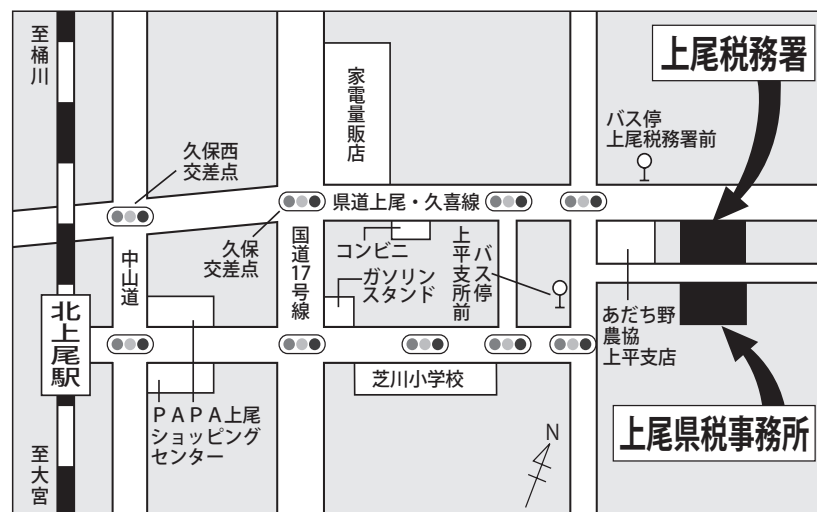 至桶川
家電量販店
上尾税務署
バス停
上尾税務署前
久保西
交差点
県道上尾・久喜線
中山道
久保
交差点
国道17号線
コンビニ
ガソリン
スタンド
バス停
上平支所前
あだち野
農協
上平支店
北上尾駅
芝川小学校
PAPA上尾
ショッピング
センター
上尾県税事務所
至大宮
N